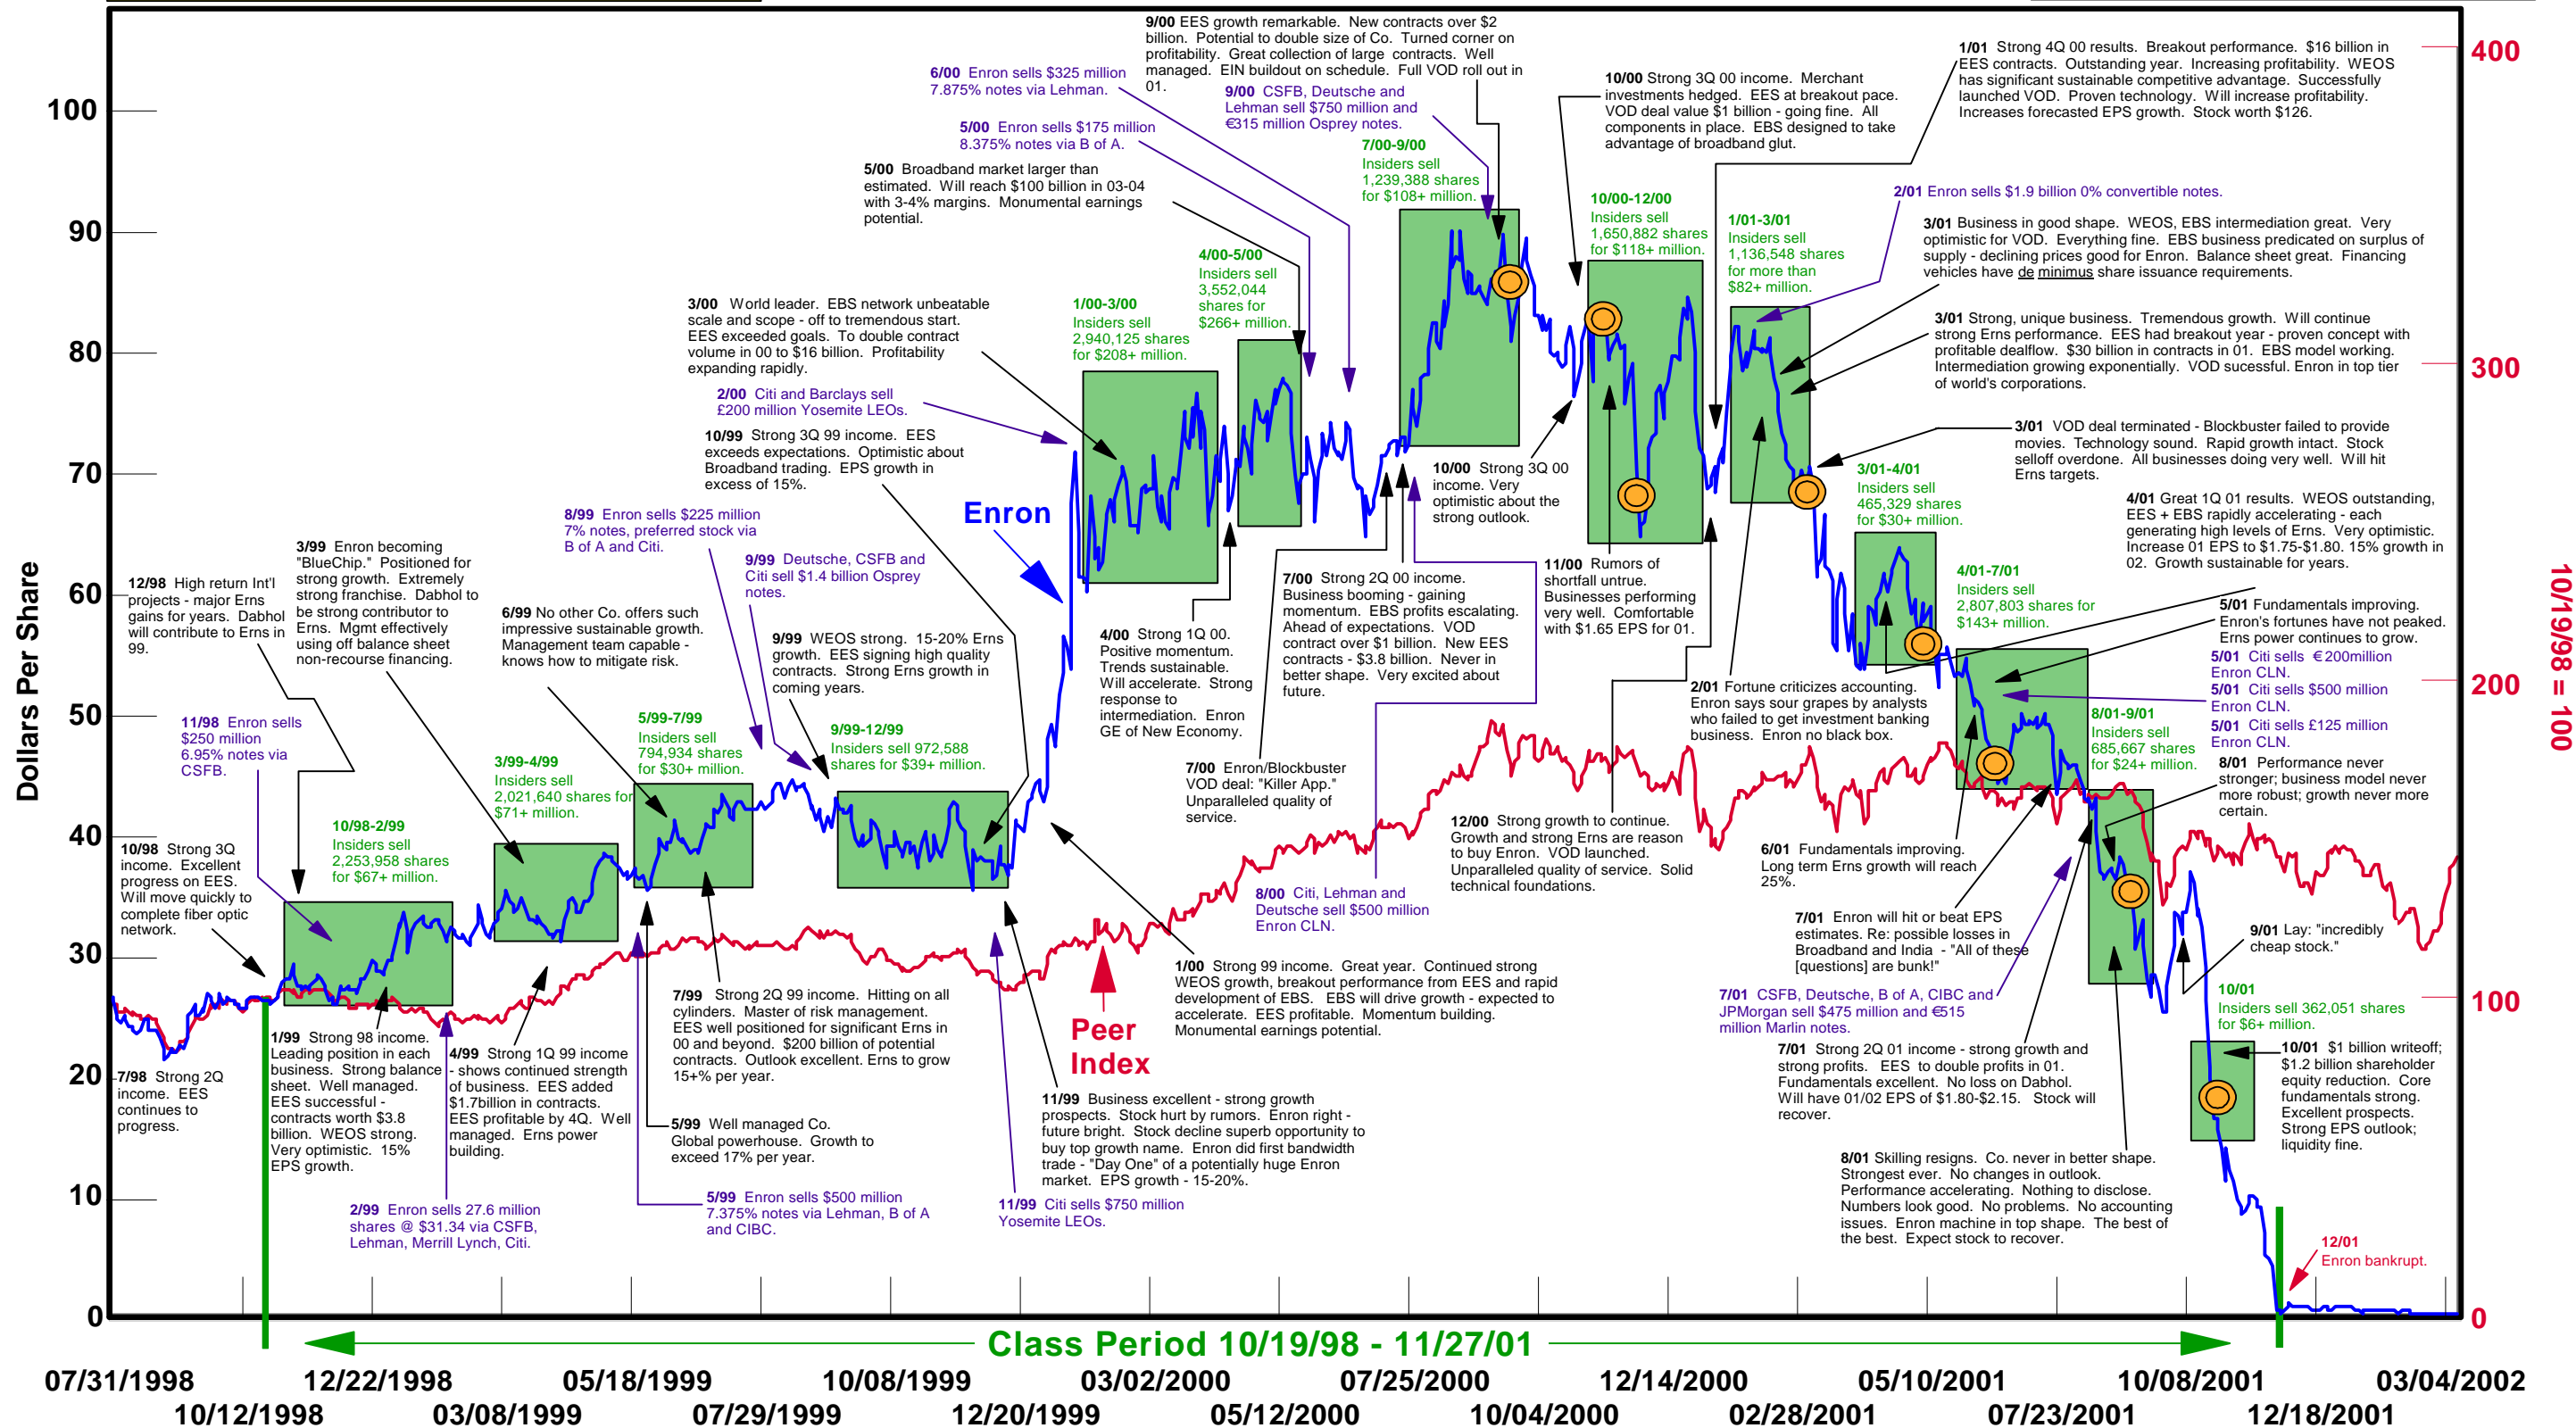 9/00 EES growth remarkable. New contracts over $2
billion. Potential to double size of Co. Turned corner on
profitability. Great collection of large contracts. Well
managed. EIN buildout on schedule. Full VOD roll out in
01.
6/00 Enron sells $325 million
7.875% notes via Lehman.
9/00 CSFB, Deutsche and
Lehman sell $750 million and
€315 million Osprey notes.
10/00 Strong 3Q 00 income. Merchant
investments hedged. EES at breakout pace.
VOD deal value $1 billion - going fine. All
components in place. EBS designed to take
advantage of broadband glut.
1/01 Strong 4Q 00 results. Breakout performance. $16 billion in
EES contracts. Outstanding year. Increasing profitability. WEOS
has significant sustainable competitive advantage. Successfully
launched VOD. Proven technology. Will increase profitability.
Increases forecasted EPS growth. Stock worth $126.
5/00 Enron sells $175 million
8.375% notes via B of A.
5/00 Broadband market larger than
estimated. Will reach $100 billion in 03-04
with 3-4% margins. Monumental earnings
potential.
7/00-9/00
Insiders sell
1,239,388 shares
for $108+ million.
10/00-12/00
Insiders sell
1,650,882 shares
for $118+ million.
1/01-3/01
Insiders sell
1,136,548 shares
for more than
$82+ million.
2/01 Enron sells $1.9 billion 0% convertible notes.
3/01 Business in good shape. WEOS, EBS intermediation great. Very
optimistic for VOD. Everything fine. EBS business predicated on surplus of
supply - declining prices good for Enron. Balance sheet great. Financing
vehicles have de minimus share issuance requirements.
4/00-5/00
Insiders sell
3,552,044
shares for
$266+ million.
3/00 World leader. EBS network unbeatable
scale and scope - off to tremendous start.
EES exceeded goals. To double contract
volume in 00 to $16 billion. Profitability
expanding rapidly.
1/00-3/00
Insiders sell
2,940,125 shares
for $208+ million.
3/01 Strong, unique business. Tremendous growth. Will continue
strong Erns performance. EES had breakout year - proven concept with
profitable dealflow. $30 billion in contracts in 01. EBS model working.
Intermediation growing exponentially. VOD sucessful. Enron in top tier
of world's corporations.
2/00 Citi and Barclays sell
£200 million Yosemite LEOs.
10/99 Strong 3Q 99 income. EES
exceeds expectations. Optimistic about
Broadband trading. EPS growth in
excess of 15%.
3/01 VOD deal terminated - Blockbuster failed to provide
movies. Technology sound. Rapid growth intact. Stock
selloff overdone. All businesses doing very well. Will hit
Erns targets.
10/00 Strong 3Q 00
income. Very
optimistic about the
strong outlook.
3/01-4/01
Insiders sell
465,329 shares
for $30+ million.
4/01 Great 1Q 01 results. WEOS outstanding,
EES + EBS rapidly accelerating - each
generating high levels of Erns. Very optimistic.
Increase 01 EPS to $1.75-$1.80. 15% growth in
02. Growth sustainable for years.
Enron
8/99 Enron sells $225 million
7% notes, preferred stock via
B of A and Citi.
9/99 Deutsche, CSFB and
Citi sell $1.4 billion Osprey
notes.
3/99 Enron becoming
"BlueChip." Positioned for
strong growth. Extremely
strong franchise. Dabhol to
be strong contributor to
Erns. Mgmt effectively
using off balance sheet
non-recourse financing.
12/98 High return Int'l
projects - major Erns
gains for years. Dabhol
will contribute to Erns in
99.
6/99 No other Co. offers such
impressive sustainable growth.
Management team capable -
knows how to mitigate risk.
9/99 WEOS strong. 15-20% Erns
growth. EES signing high quality
contracts. Strong Erns growth in
coming years.
4/00 Strong 1Q 00.
Positive momentum.
Trends sustainable.
Will accelerate. Strong
response to
intermediation. Enron
GE of New Economy.
7/00 Strong 2Q 00 income.
Business booming - gaining
momentum. EBS profits escalating.
Ahead of expectations. VOD
contract over $1 billion. New EES
contracts - $3.8 billion. Never in
better shape. Very excited about
future.
11/00 Rumors of
shortfall untrue.
Businesses performing
very well. Comfortable
with $1.65 EPS for 01.
4/01-7/01
Insiders sell
2,807,803 shares for
$143+ million.
5/01 Fundamentals improving.
Enron's fortunes have not peaked.
Erns power continues to grow.
5/01 Citi sells €200million
Enron CLN.
5/01 Citi sells $500 million
Enron CLN.
5/01 Citi sells £125 million
Enron CLN.
2/01 Fortune criticizes accounting.
Enron says sour grapes by analysts
who failed to get investment banking
business. Enron no black box.
11/98 Enron sells
$250 million
6.95% notes via
CSFB.
5/99-7/99
Insiders sell
794,934 shares
for $30+ million.
9/99-12/99
Insiders sell 972,588
shares for $39+ million.
3/99-4/99
Insiders sell
2,021,640 shares for
$71+ million.
7/00 Enron/Blockbuster
VOD deal: "Killer App."
Unparalleled quality of
service.
8/01-9/01
Insiders sell
685,667 shares
for $24+ million.
8/01 Performance never
stronger; business model never
more robust; growth never more
certain.
12/00 Strong growth to continue.
Growth and strong Erns are reason
to buy Enron. VOD launched.
Unparalleled quality of service. Solid
technical foundations.
10/98-2/99
Insiders sell
2,253,958 shares
for $67+ million.
10/98 Strong 3Q
income. Excellent
progress on EES.
Will move quickly to
complete fiber optic
network.
6/01 Fundamentals improving.
Long term Erns growth will reach
25%.
8/00 Citi, Lehman and
Deutsche sell $500 million
Enron CLN.
7/01 Enron will hit or beat EPS
estimates. Re: possible losses in
Broadband and India - "All of these
[questions] are bunk!"
9/01 Lay: "incredibly
cheap stock."
1/00 Strong 99 income. Great year. Continued strong
WEOS growth, breakout performance from EES and rapid
development of EBS. EBS will drive growth - expected to
accelerate. EES profitable. Momentum building.
Monumental earnings potential.
7/99 Strong 2Q 99 income. Hitting on all
cylinders. Master of risk management.
EES well positioned for significant Erns in
00 and beyond. $200 billion of potential
contracts. Outlook excellent. Erns to grow
15+% per year.
Peer
Index
7/01 CSFB, Deutsche, B of A, CIBC and
JPMorgan sell $475 million and €515
million Marlin notes.
10/01
Insiders sell 362,051 shares
for $6+ million.
7/98 Strong 2Q
income. EES
continues to
progress.
1/99 Strong 98 income.
Leading position in each
business. Strong balance
sheet. Well managed.
EES successful -
contracts worth $3.8
billion. WEOS strong.
Very optimistic. 15%
EPS growth.
4/99 Strong 1Q 99 income
- shows continued strength
of business. EES added
$1.7billion in contracts.
EES profitable by 4Q. Well
managed. Erns power
building.
7/01 Strong 2Q 01 income - strong growth and
strong profits. EES to double profits in 01.
Fundamentals excellent. No loss on Dabhol.
Will have 01/02 EPS of $1.80-$2.15. Stock will
recover.
10/01 $1 billion writeoff;
$1.2 billion shareholder
equity reduction. Core
fundamentals strong.
Excellent prospects.
Strong EPS outlook;
liquidity fine.
11/99 Business excellent - strong growth
prospects. Stock hurt by rumors. Enron right -
future bright. Stock decline superb opportunity to
buy top growth name. Enron did first bandwidth
trade - "Day One" of a potentially huge Enron
market. EPS growth - 15-20%.
5/99 Well managed Co.
Global powerhouse. Growth to
exceed 17% per year.
8/01 Skilling resigns. Co. never in better shape.
Strongest ever. No changes in outlook.
Performance accelerating. Nothing to disclose.
Numbers look good. No problems. No accounting
issues. Enron machine in top shape. The best of
the best. Expect stock to recover.
2/99 Enron sells 27.6 million
shares @ $31.34 via CSFB,
Lehman, Merrill Lynch, Citi.
5/99 Enron sells $500 million
7.375% notes via Lehman, B of A
and CIBC.
11/99 Citi sells $750 million
Yosemite LEOs.
12/01
Enron bankrupt.
Dollars Per Share
100
90
80
70
60
50
40
30
20
10
0
400
300
200
100
0
10/19/98 = 100
Class Period 10/19/98 - 11/27/01
07/31/1998 12/22/1998 05/18/1999 10/08/1999 03/02/2000 07/25/2000 12/14/2000 05/10/2001 10/08/2001 03/04/2002
10/12/1998 03/08/1999 07/29/1999 12/20/1999 05/12/2000 10/04/2000 02/28/2001 07/23/2001 12/18/2001